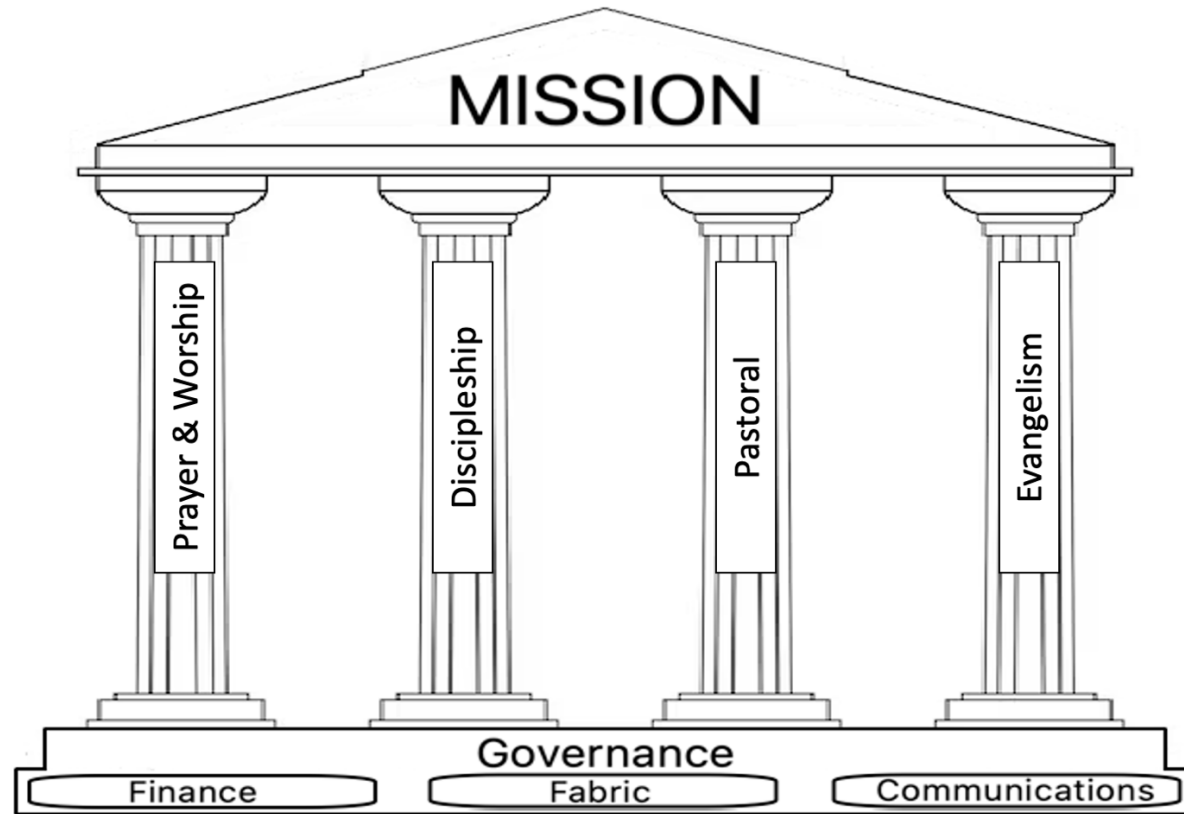 MISSION
Prayer & Worship
Discipleship
Pastoral
Evangelism
Governance
Finance
Fabric
Communications